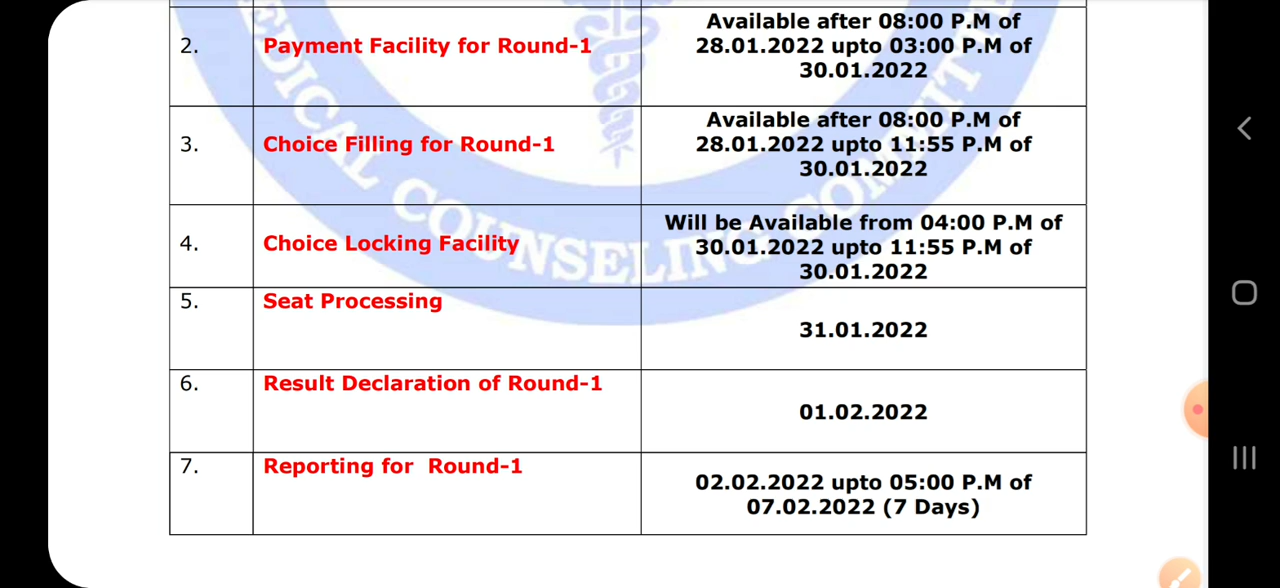 2.
Payment Facility for Round-1
Available after 08:00 P.M of
28.01.2022 upto 03:00 P.M of
30.01.2022
3.
Choice Filling for Round-1
Available after 08:00 P.M of
28.01.2022 upto 11:55 P.M of
30.01.2022
4.
Choice Locking Facility
Will be Available from 04:00 P.M of
30.01.2022 upto 11:55 P.M of
30.01.2022
5.
Seat Processing
31.01.2022
6.
Result Declaration of Round-1
01.02.2022
7.
Reporting for  Round-1
02.02.2022 upto 05:00 P.M of
07.02.2022 (7 Days)
EDICAL COUNSELING COMMIT